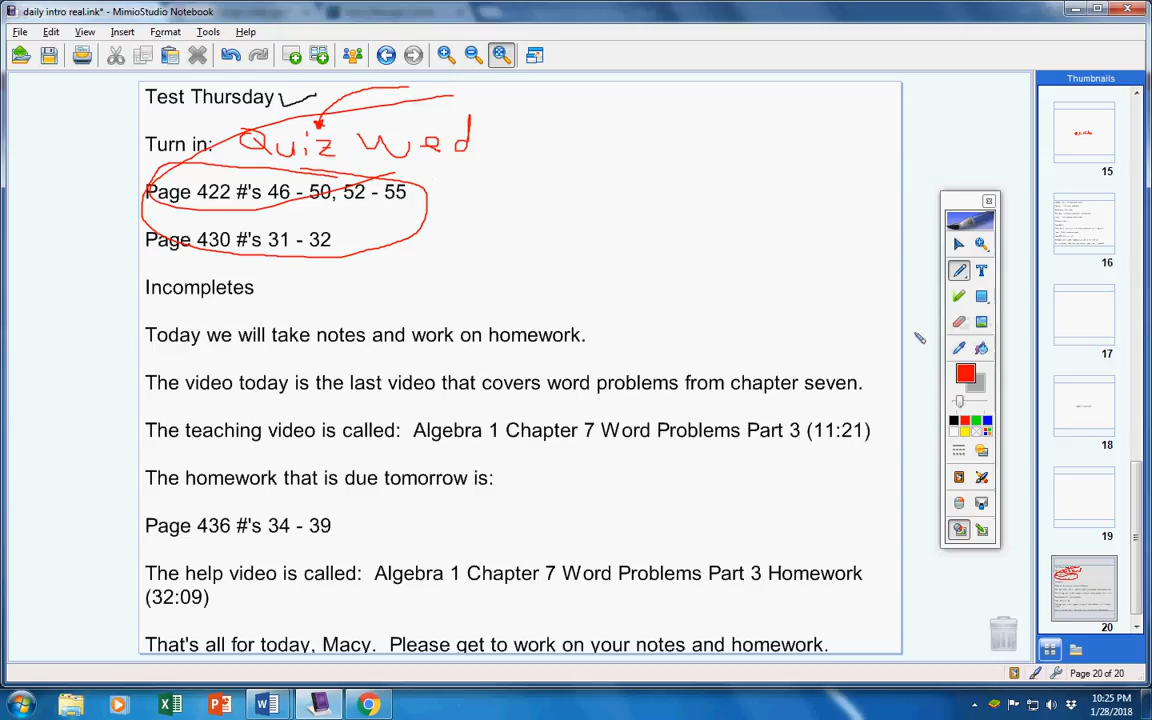 daily intro real.ink* - MimioStudio Notebook
File Edit View Insert Format Tools Help
Thumbnails
Test Thursday
Turn in: Quiz Wed
Page 422 #'s 46 - 50, 52 - 55
Page 430 #'s 31 - 32
Incompletes
Today we will take notes and work on homework.
The video today is the last video that covers word problems from chapter seven.
The teaching video is called: Algebra 1 Chapter 7 Word Problems Part 3 (11:21)
The homework that is due tomorrow is:
Page 436 #'s 34 - 39
The help video is called: Algebra 1 Chapter 7 Word Problems Part 3 Homework
(32:09)
That's all for today, Macy. Please get to work on your notes and homework.
15
16
17
18
19
20
Page 20 of 20
10:25 PM
1/28/2018